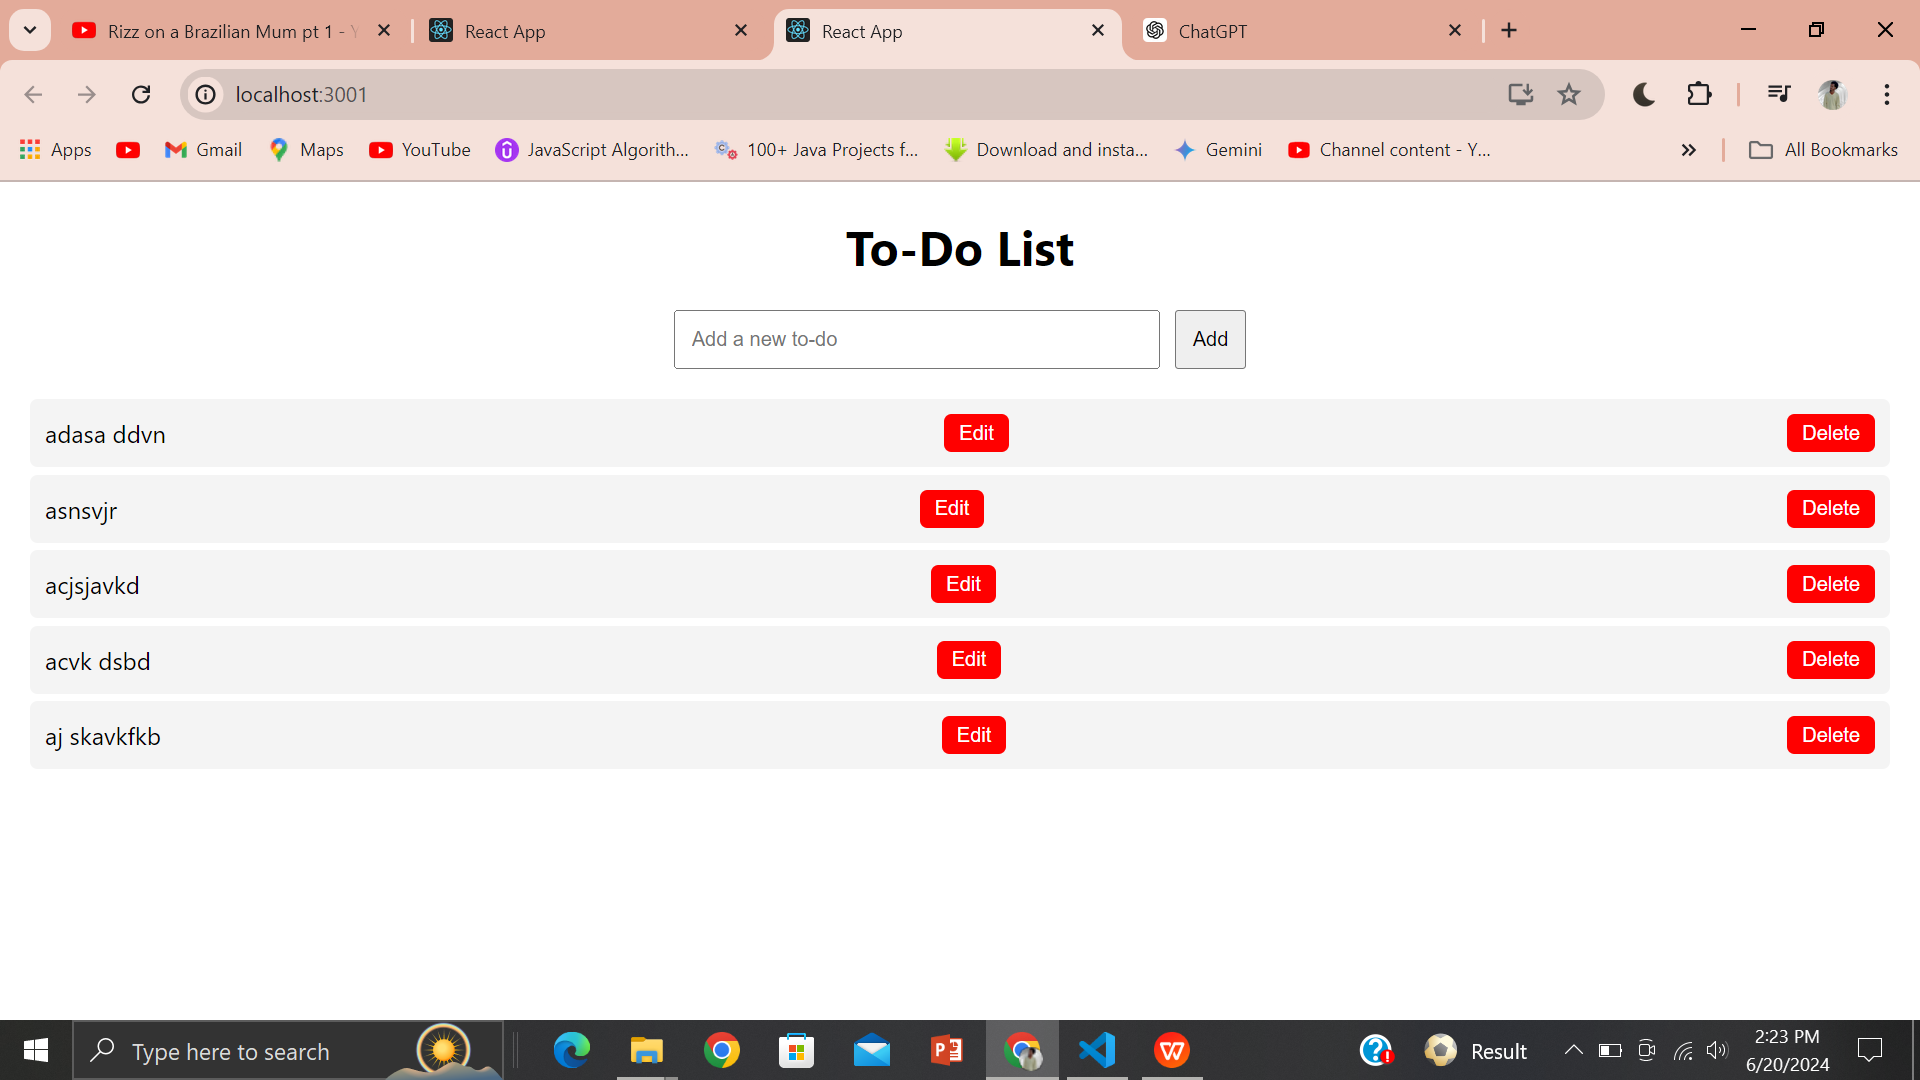 Rizz on a Brazilian Mum pt 1 - Y
React App
React App
ChatGPT
localhost:3001
Apps
Gmail
Maps
YouTube
JavaScript Algorith...
100+ Java Projects f...
Download and insta...
Gemini
Channel content - Y...
All Bookmarks
To-Do List
Add a new to-do
Add
adasa ddvn
Edit
Delete
asnsvjr
Edit
Delete
acjsjavkd
Edit
Delete
acvk dsbd
Edit
Delete
aj skavkfkb
Edit
Delete
Type here to search
Result
2:23 PM
6/20/2024